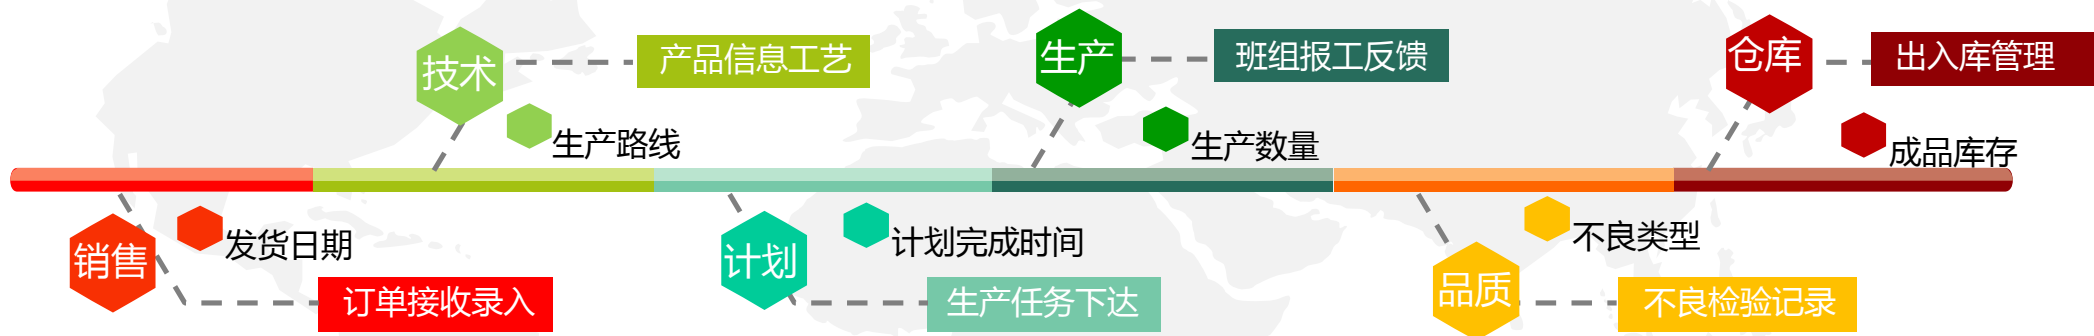 销售
发货日期
订单接收录入
技术
产品信息工艺
生产路线
计划
计划完成时间
生产任务下达
生产
班组报工反馈
生产数量
品质
不良类型
不良检验记录
仓库
出入库管理
成品库存